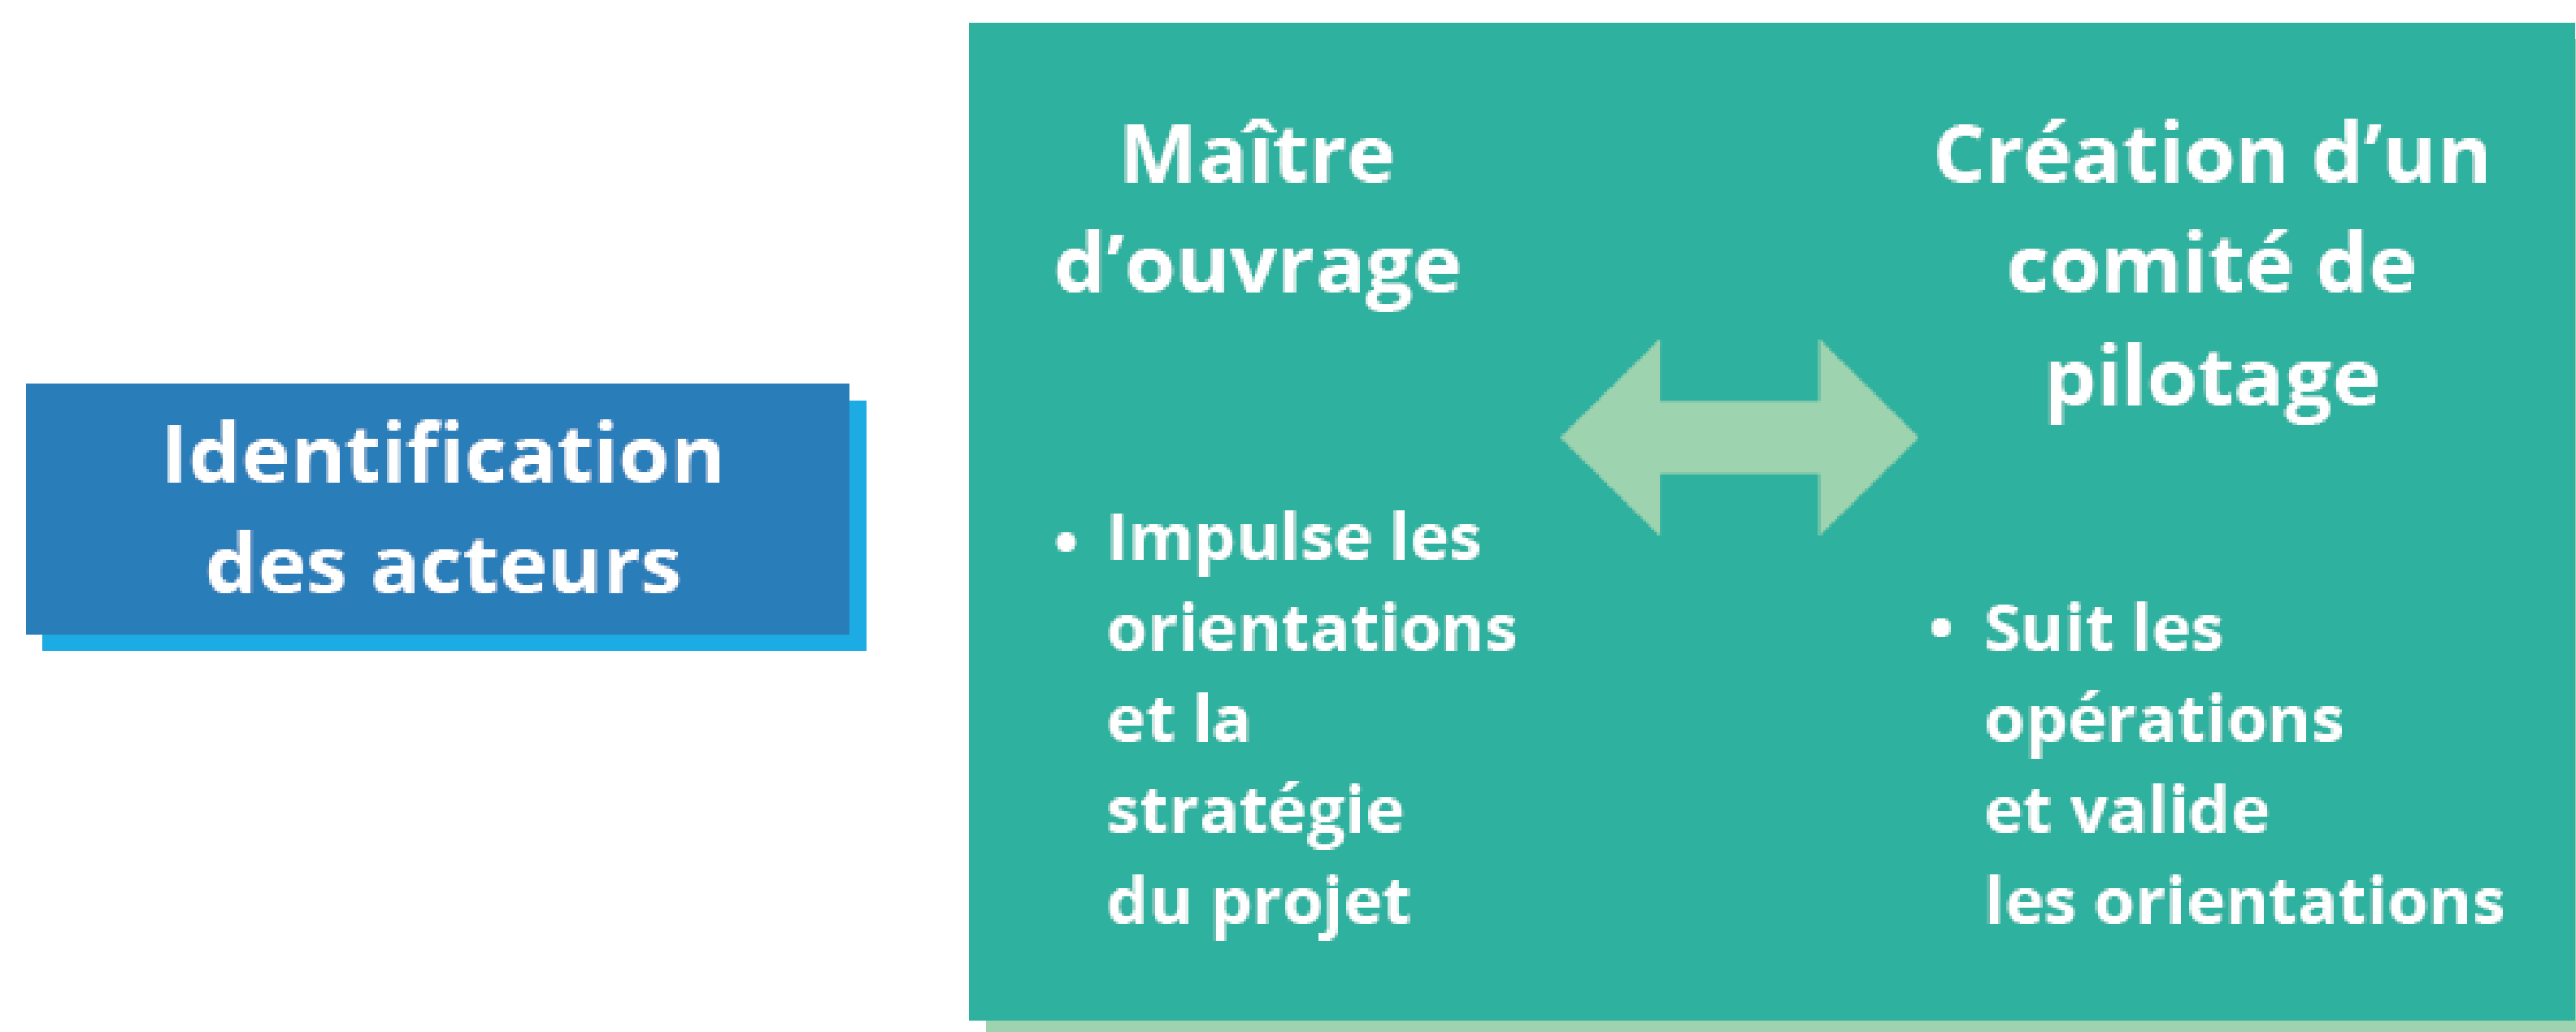 Identification
des acteurs
Maître
d’ouvrage
• Impulse les
orientations
et la
stratégie
du projet
Création d’un
comité de
pilotage
• Suit les
opérations
et valide
les orientations